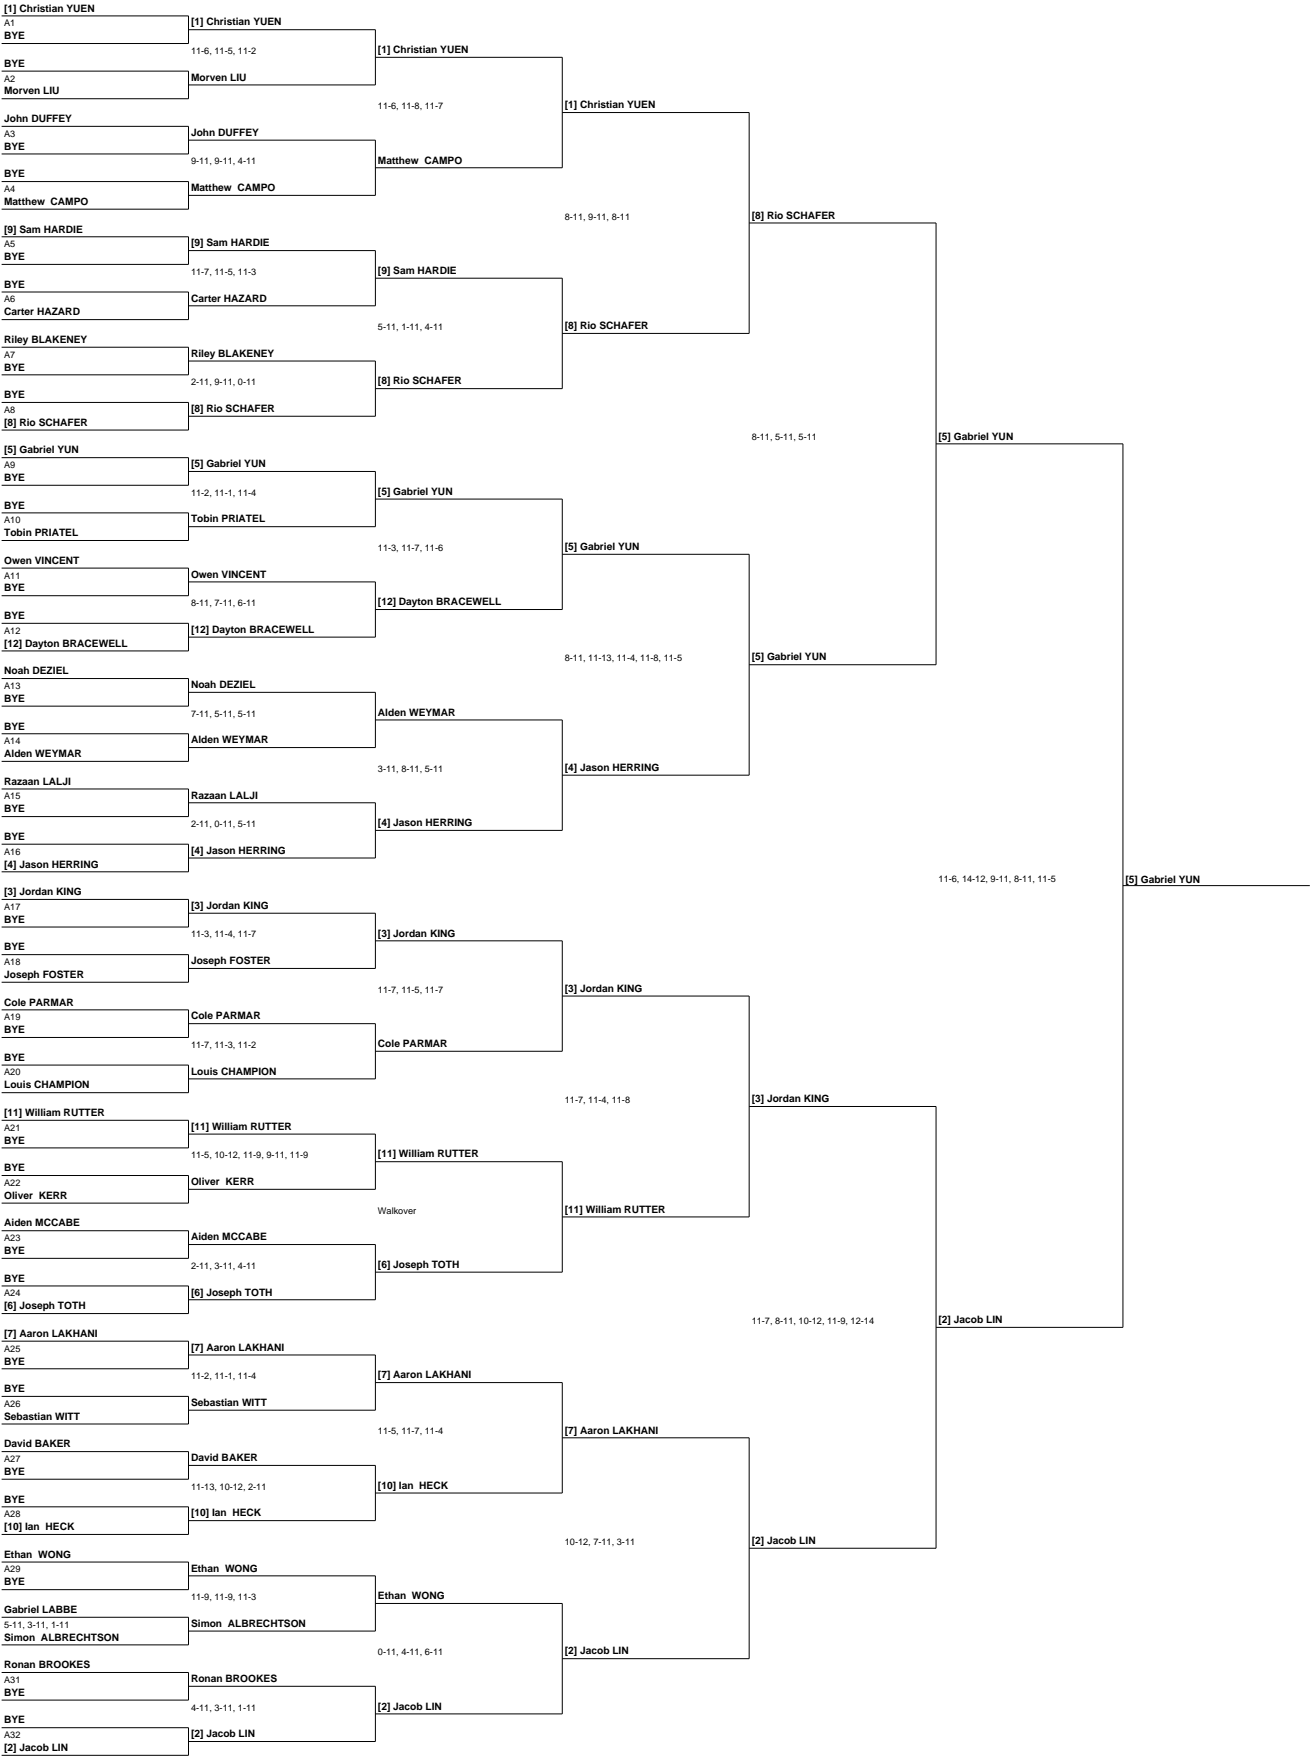 [1] Christian YUEN
A1
BYE
BYE
A2
Morven LIU
John DUFFEY
A3
BYE
BYE
A4
Matthew  CAMPO
[9] Sam HARDIE
A5
BYE
BYE
A6
Carter HAZARD
Riley BLAKENEY
A7
BYE
BYE
A8
[8] Rio SCHAFER
[5] Gabriel YUN
A9
BYE
BYE
A10
Tobin PRIATEL
Owen VINCENT
A11
BYE
BYE
A12
[12] Dayton BRACEWELL
Noah DEZIEL
A13
BYE
BYE
A14
Alden WEYMAR
Razaan LALJI
A15
BYE
BYE
A16
[4] Jason HERRING
[3] Jordan KING
A17
BYE
BYE
A18
Joseph FOSTER
Cole PARMAR
A19
BYE
BYE
A20
Louis CHAMPION
[11] William RUTTER
A21
BYE
BYE
A22
Oliver  KERR
Aiden MCCABE
A23
BYE
BYE
A24
[6] Joseph TOTH
[7] Aaron LAKHANI
A25
BYE
BYE
A26
Sebastian WITT
David BAKER
A27
BYE
BYE
A28
[10] Ian  HECK
Ethan  WONG
A29
BYE
Gabriel LABBE
5-11, 3-11, 1-11
Simon  ALBRECHTSON
Ronan BROOKES
A31
BYE
BYE
A32
[2] Jacob LIN
[1] Christian YUEN
11-6, 11-5, 11-2
Morven LIU
John DUFFEY
9-11, 9-11, 4-11
Matthew  CAMPO
[9] Sam HARDIE
11-7, 11-5, 11-3
Carter HAZARD
Riley BLAKENEY
2-11, 9-11, 0-11
[8] Rio SCHAFER
[5] Gabriel YUN
11-2, 11-1, 11-4
Tobin PRIATEL
Owen VINCENT
8-11, 7-11, 6-11
[12] Dayton BRACEWELL
Noah DEZIEL
7-11, 5-11, 5-11
Alden WEYMAR
Razaan LALJI
2-11, 0-11, 5-11
[4] Jason HERRING
[3] Jordan KING
11-3, 11-4, 11-7
Joseph FOSTER
Cole PARMAR
11-7, 11-3, 11-2
Louis CHAMPION
[11] William RUTTER
11-5, 10-12, 11-9, 9-11, 11-9
Oliver  KERR
Aiden MCCABE
2-11, 3-11, 4-11
[6] Joseph TOTH
[7] Aaron LAKHANI
11-2, 11-1, 11-4
Sebastian WITT
David BAKER
11-13, 10-12, 2-11
[10] Ian  HECK
Ethan  WONG
11-9, 11-9, 11-3
Simon  ALBRECHTSON
Ronan BROOKES
4-11, 3-11, 1-11
[2] Jacob LIN
[1] Christian YUEN
11-6, 11-8, 11-7
Matthew  CAMPO
[9] Sam HARDIE
5-11, 1-11, 4-11
[8] Rio SCHAFER
[5] Gabriel YUN
11-3, 11-7, 11-6
[12] Dayton BRACEWELL
Alden WEYMAR
3-11, 8-11, 5-11
[4] Jason HERRING
[3] Jordan KING
11-7, 11-5, 11-7
Cole PARMAR
[11] William RUTTER
Walkover
[6] Joseph TOTH
[7] Aaron LAKHANI
11-5, 11-7, 11-4
[10] Ian  HECK
Ethan  WONG
0-11, 4-11, 6-11
[2] Jacob LIN
[1] Christian YUEN
8-11, 9-11, 8-11
[8] Rio SCHAFER
[5] Gabriel YUN
8-11, 11-13, 11-4, 11-8, 11-5
[4] Jason HERRING
[3] Jordan KING
11-7, 11-4, 11-8
[11] William RUTTER
[7] Aaron LAKHANI
10-12, 7-11, 3-11
[2] Jacob LIN
[8] Rio SCHAFER
8-11, 5-11, 5-11
[5] Gabriel YUN
[3] Jordan KING
11-7, 8-11, 10-12, 11-9, 12-14
[2] Jacob LIN
[5] Gabriel YUN
11-6, 14-12, 9-11, 8-11, 11-5
[2] Jacob LIN
[5] Gabriel YUN